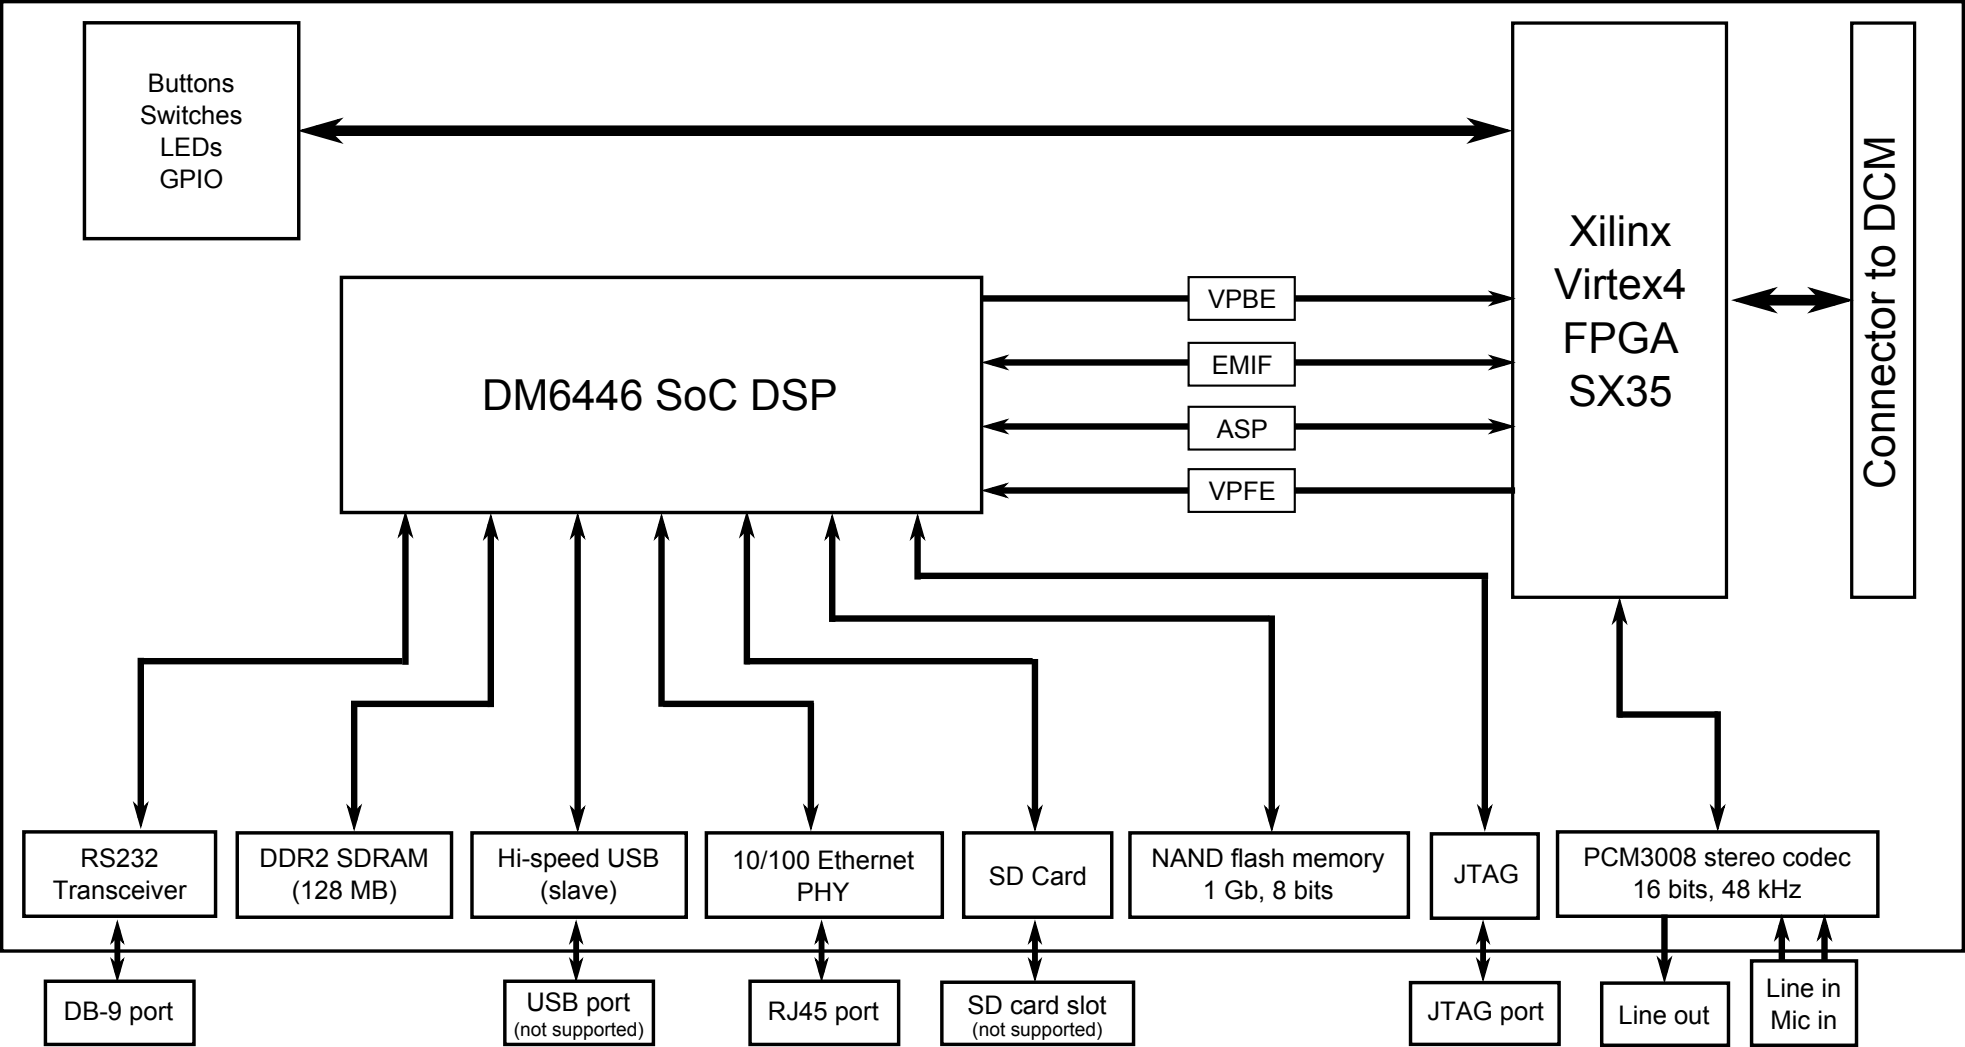 Buttons
Switches
LEDs
GPIO
Xilinx
Virtex4
FPGA
SX35
Connector to DCM
DM6446 SoC DSP
VPBE
EMIF
ASP
VPFE
RS232
Transceiver
DDR2 SDRAM
(128 MB)
Hi-speed USB
(slave)
10/100 Ethernet
PHY
SD Card
NAND flash memory
1 Gb, 8 bits
JTAG
PCM3008 stereo codec
16 bits, 48 kHz
DB-9 port
USB port
(not supported)
RJ45 port
SD card slot
(not supported)
JTAG port
Line out
Line in
Mic in